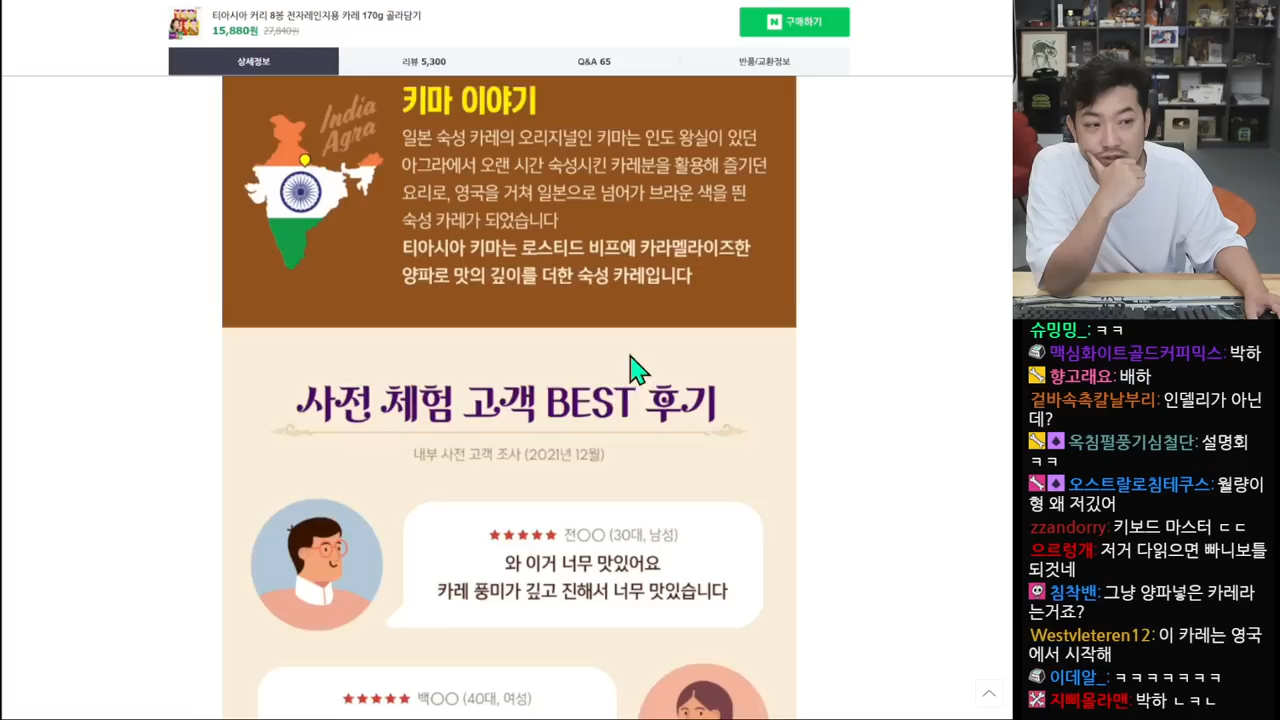 티아시아 커리 8봉 전자레인지용 카레 170g 골라담기
15,880원 27,840원
N 구매하기
상세정보
리뷰 5,300
Q&A 65
반품/교환정보
India
Agra
키마 이야기
일본 숙성 카레의 오리지널인 키마는 인도 왕실이 있던
아그라에서 오랜 시간 숙성시킨 카레분을 활용해 즐기던
요리로, 영국을 거쳐 일본으로 넘어가 브라운 색을 띈
숙성 카레가 되었습니다
티아시아 키마는 로스티드 비프에 카라멜라이즈한
양파로 맛의 깊이를 더한 숙성 카레입니다
사전 체험 고객 BEST 후기
내부 사전 고객 조사 (2021년 12월)
★★★★★ 전○○ (30대, 남성)
와 이거 너무 맛있어요
카레 풍미가 깊고 진해서 너무 맛있습니다
★★★★★ 백○○ (40대, 여성)
슈밍밍_: ㅋㅋ
맥심화이트골드커피믹스: 박하
향고래요: 배하
겉바속촉칼날부리: 인델리가 아닌
데?
옥침펄풍기심철단: 설명회
ㅋㅋ
오스트랄로침테쿠스: 월량이
형 왜 저깄어
zzandorry: 키보드 마스터 ㄷㄷ
으르렁개: 저거 다읽으면 빠니보틀
되것네
침착밴: 그냥 양파넣은 카레라
는거죠?
Westvleteren12: 이 카레는 영국
에서 시작해
이데알_: ㅋㅋㅋㅋㅋㅋㅋ
지삐몰라맨: 박하 ㄴㅋㄴ